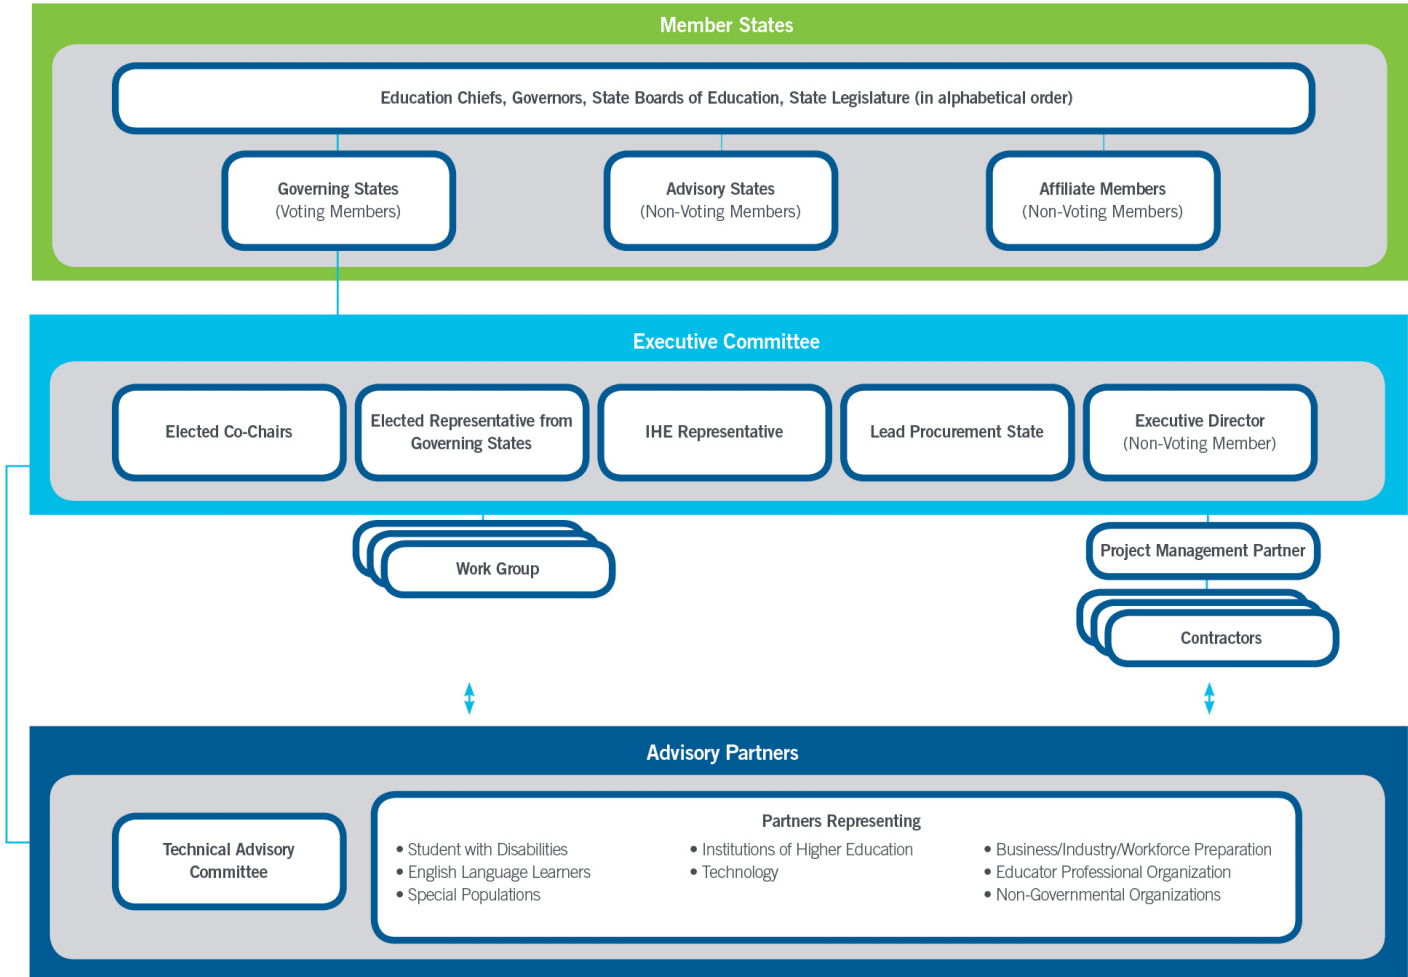 Member States
Education Chiefs, Governors, State Boards of Education, State Legislature (in alphabetical order)
Governing States
(Voting Members)
Advisory States
(Non-Voting Members)
Affiliate Members
(Non-Voting Members)
Executive Committee
Elected Co-Chairs
Elected Representative from
Governing States
IHE Representative
Lead Procurement State
Executive Director
(Non-Voting Member)
Work Group
Project Management Partner
Contractors
Advisory Partners
Technical Advisory
Committee
Partners Representing
• Student with Disabilities
• English Language Learners
• Special Populations
• Institutions of Higher Education
• Technology
• Business/Industry/Workforce Preparation
• Educator Professional Organization
• Non-Governmental Organizations